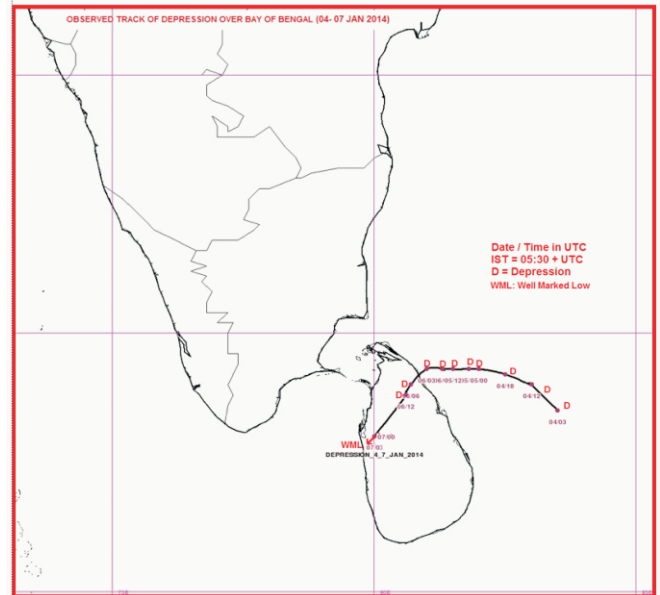 OBSERVED TRACK OF DEPRESSION OVER BAY OF BENGAL (04- 07 JAN 2014)
Date / Time in UTC
IST = 05:30 + UTC
D = Depression
WML: Well Marked Low
D D D D D
D
D
D
D
D
04/18
04/12
04/03
06/12
07/00
WML
07/03
DEPRESSION_4_7_JAN_2014